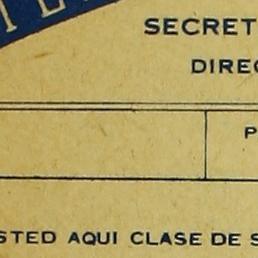 SECRET
DIREC
P
STED AQUI CLASE DE S